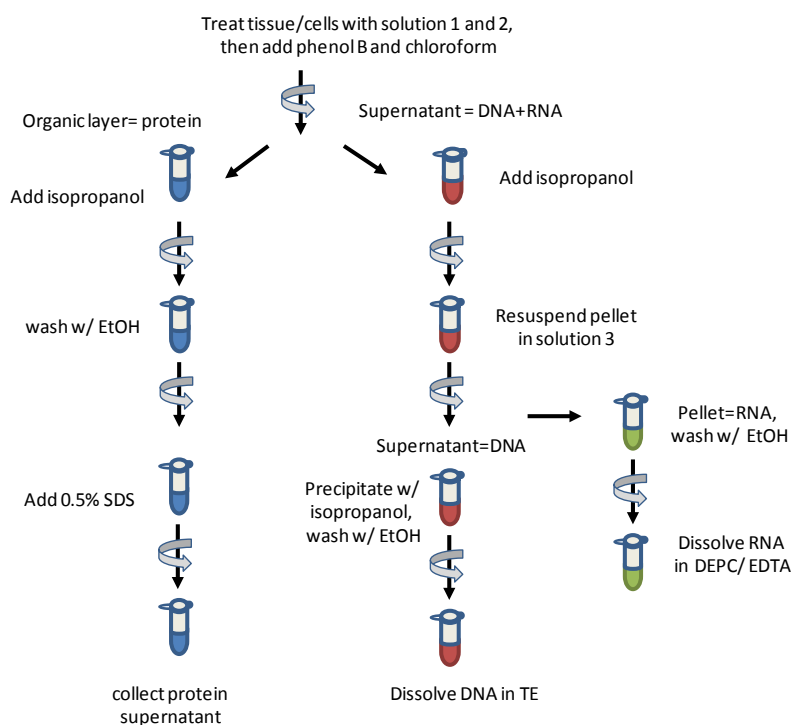 Treat tissue/cells with solution 1 and 2,
then add phenol B and chloroform
Organic layer= protein
Supernatant = DNA+RNA
Add isopropanol
Add isopropanol
wash w/ EtOH
Resuspend pellet
in solution 3
Pellet=RNA,
wash w/ EtOH
Supernatant=DNA
Add 0.5% SDS
Precipitate w/
isopropanol,
wash w/ EtOH
Dissolve RNA
in DEPC/ EDTA
collect protein
supernatant
Dissolve DNA in TE